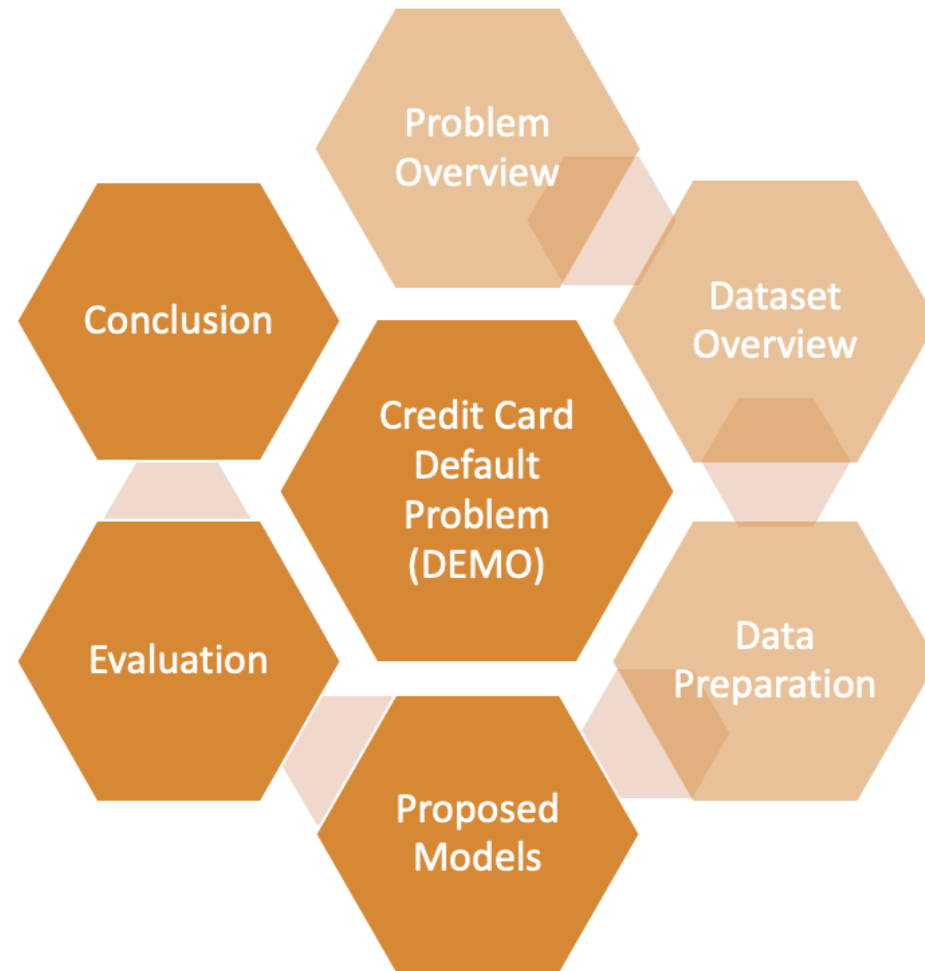 Problem
Overview
Dataset
Overview
Data
Preparation
Proposed
Models
Evaluation
Conclusion
Credit Card
Default
Problem
(DEMO)